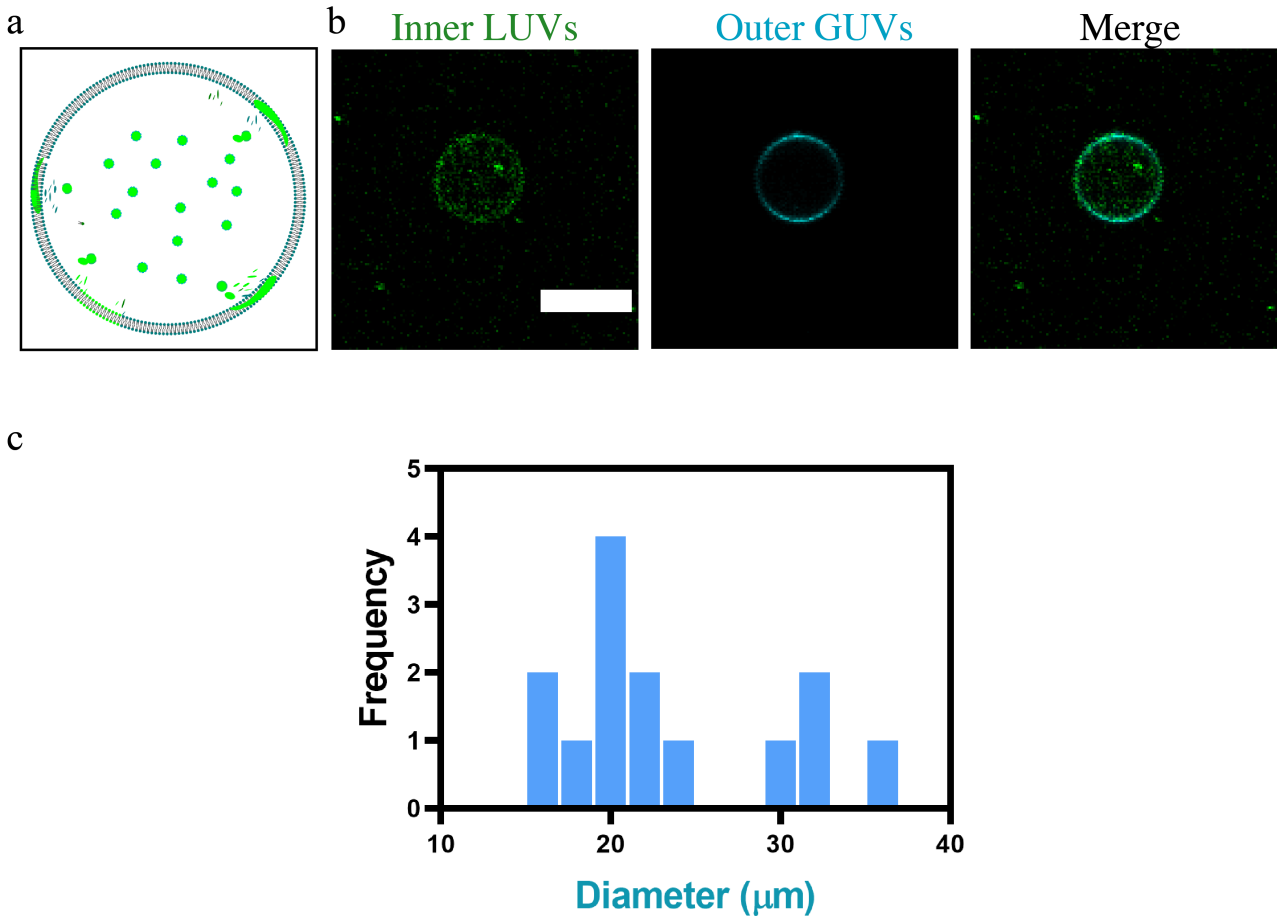 a
b
Inner LUVs
Outer GUVs
Merge
c
5
4
3
2
1
0
Frequency
10 20 30 40
Diameter (μm)